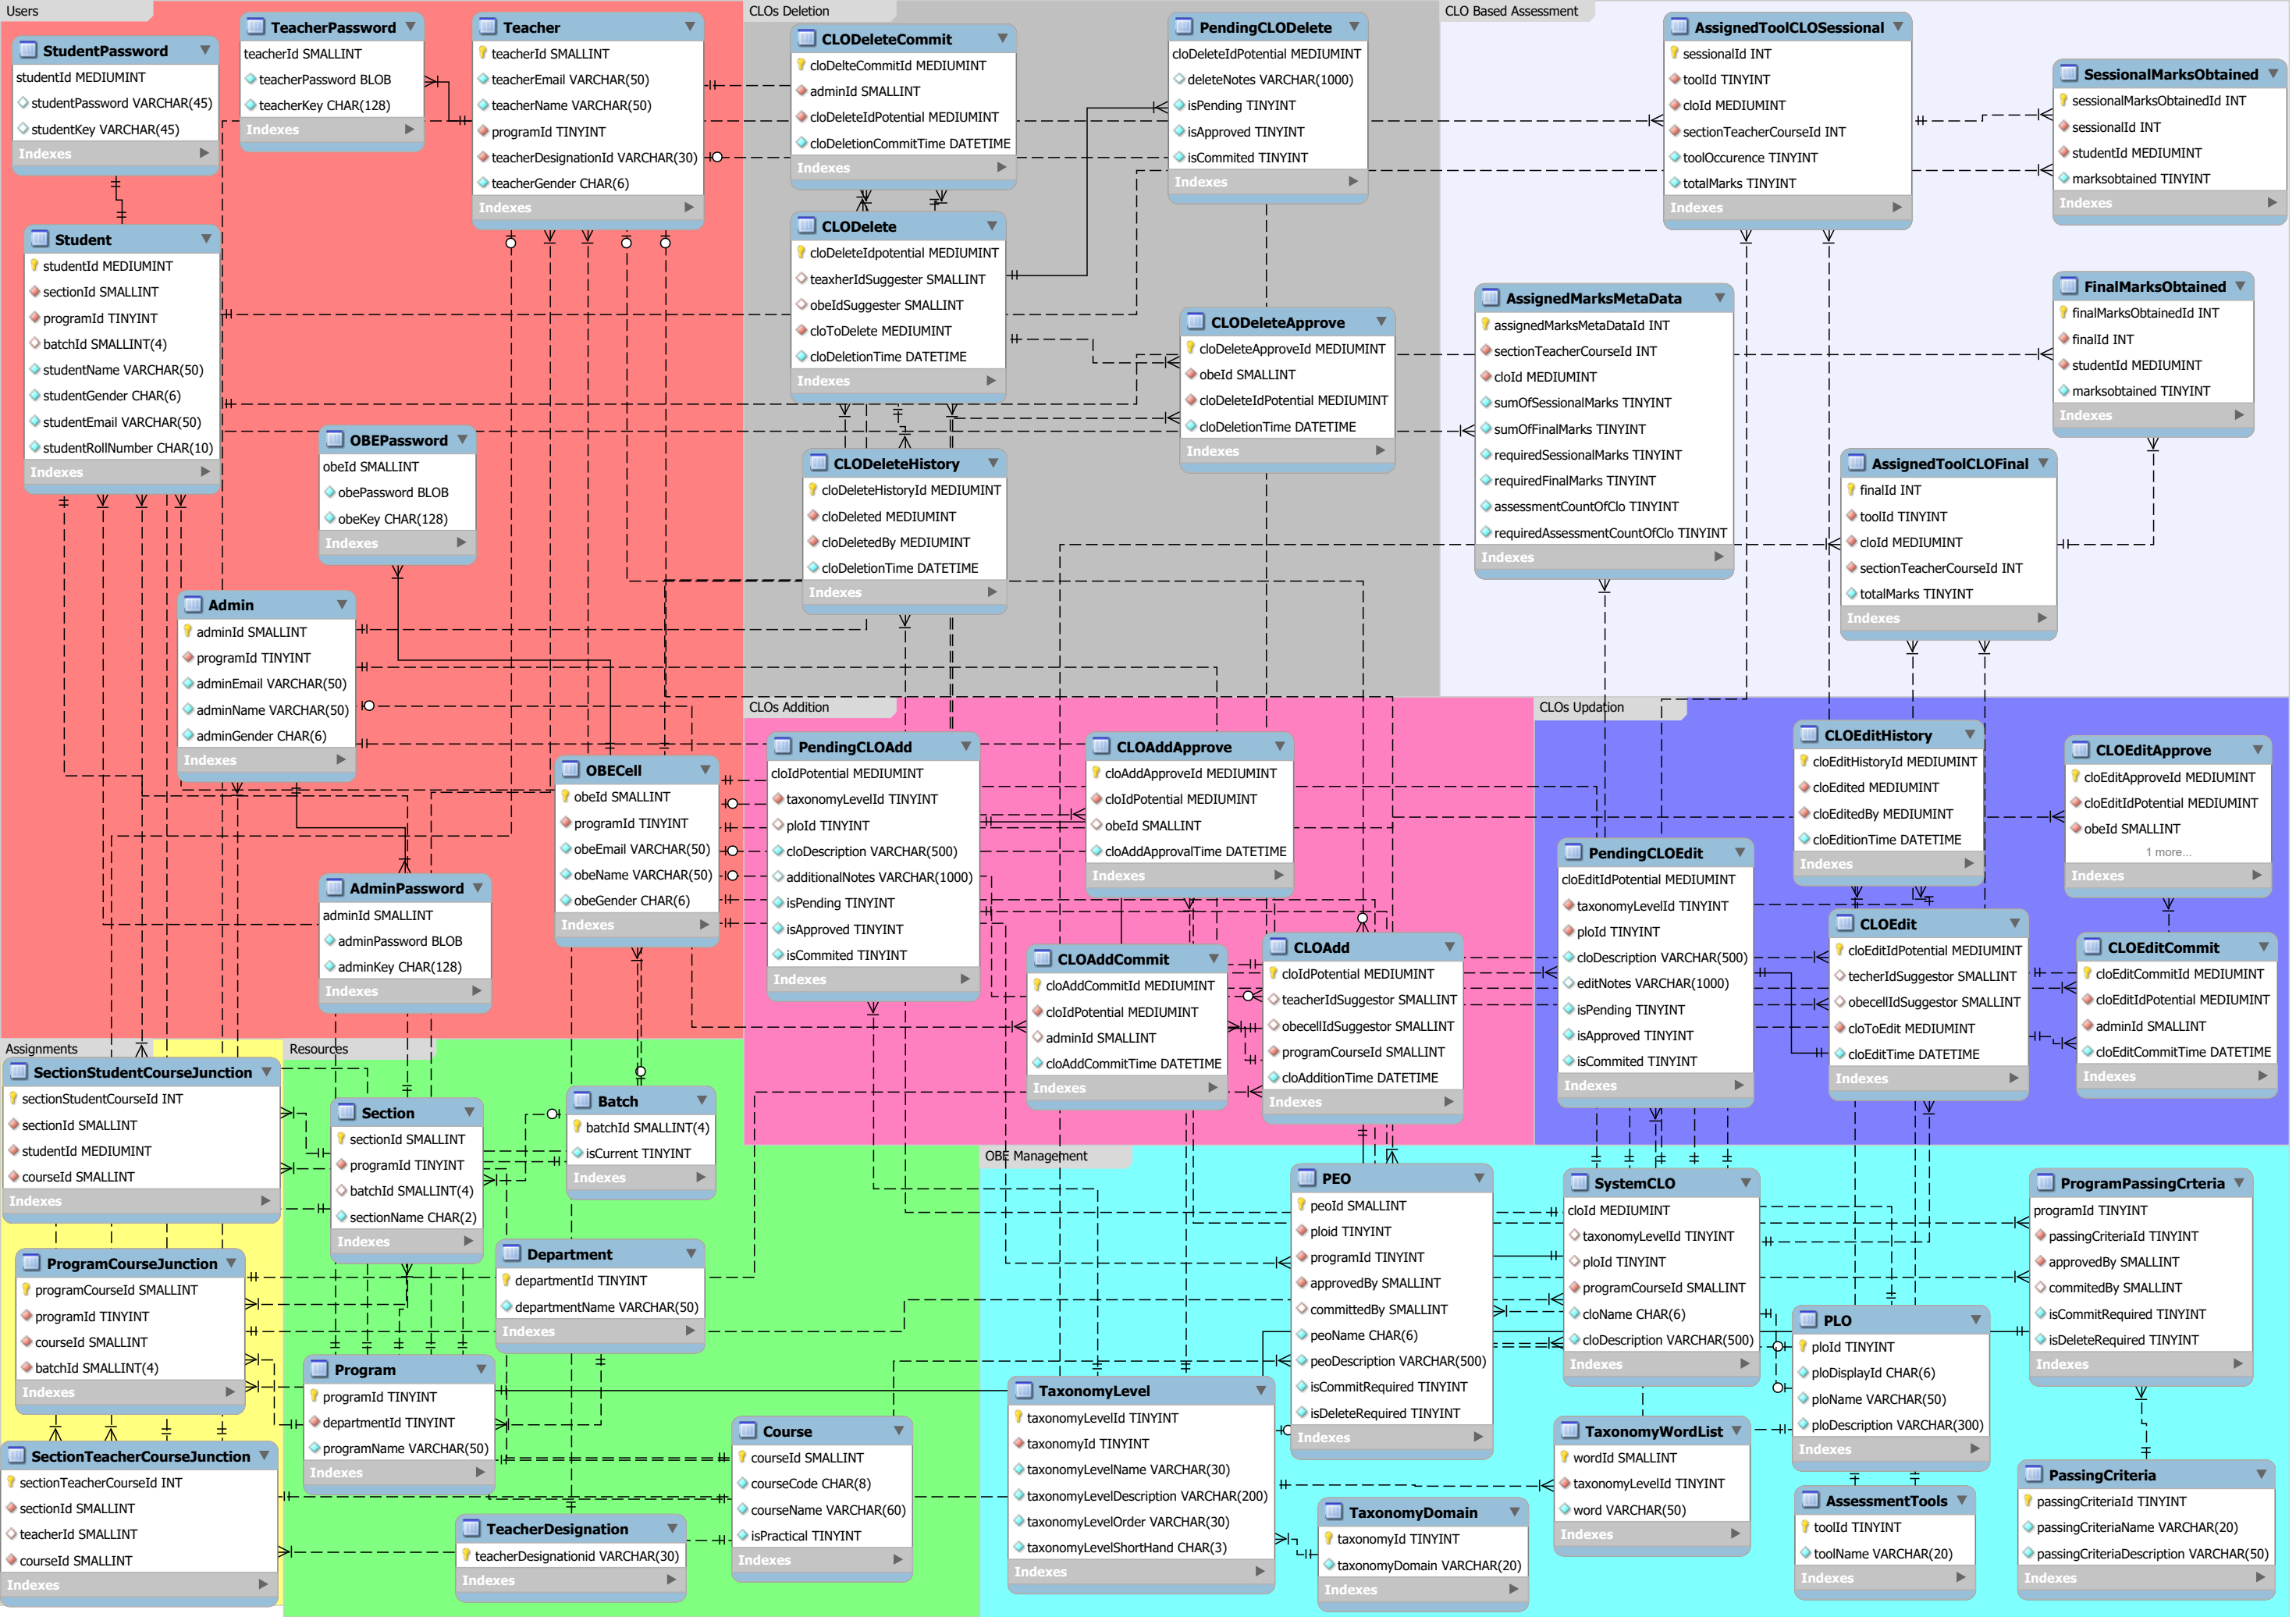 Users
StudentPassword
studentId MEDIUMINT
studentPassword VARCHAR(45)
studentKey VARCHAR(45)
Indexes
TeacherPassword
teacherId SMALLINT
teacherPassword BLOB
teacherKey CHAR(128)
Indexes
Teacher
teacherId SMALLINT
teacherEmail VARCHAR(50)
teacherName VARCHAR(50)
programId TINYINT
teacherDesignationId VARCHAR(30)
teacherGender CHAR(6)
Indexes
Student
studentId MEDIUMINT
sectionId SMALLINT
programId TINYINT
batchId SMALLINT(4)
studentName VARCHAR(50)
studentGender CHAR(6)
studentEmail VARCHAR(50)
studentRollNumber CHAR(10)
Indexes
OBEPassword
obeId SMALLINT
obePassword BLOB
obeKey CHAR(128)
Indexes
Admin
adminId SMALLINT
programId TINYINT
adminEmail VARCHAR(50)
adminName VARCHAR(50)
adminGender CHAR(6)
Indexes
OBECell
obeId SMALLINT
programId TINYINT
obeEmail VARCHAR(50)
obeName VARCHAR(50)
obeGender CHAR(6)
Indexes
AdminPassword
adminId SMALLINT
adminPassword BLOB
adminKey CHAR(128)
Indexes
CLOs Deletion
CLODeleteCommit
cloDelteCommitId MEDIUMINT
adminId SMALLINT
cloDeleteIdPotential MEDIUMINT
cloDeletionCommitTime DATETIME
Indexes
PendingCLODelete
cloDeleteIdPotential MEDIUMINT
deleteNotes VARCHAR(1000)
isPending TINYINT
isApproved TINYINT
isCommited TINYINT
Indexes
CLODelete
cloDeleteIdpotential MEDIUMINT
teaxherIdSuggester SMALLINT
obeIdSuggester SMALLINT
cloToDelete MEDIUMINT
cloDeletionTime DATETIME
Indexes
CLODeleteApprove
cloDeleteApproveId MEDIUMINT
obeId SMALLINT
cloDeleteIdPotential MEDIUMINT
cloDeletionTime DATETIME
Indexes
CLODeleteHistory
cloDeleteHistoryId MEDIUMINT
cloDeleted MEDIUMINT
cloDeletedBy MEDIUMINT
cloDeletionTime DATETIME
Indexes
CLO Based Assessment
AssignedToolCLOSessional
sessionalId INT
toolId TINYINT
cloId MEDIUMINT
sectionTeacherCourseId INT
toolOccurence TINYINT
totalMarks TINYINT
Indexes
SessionalMarksObtained
sessionalMarksObtainedId INT
sessionalId INT
studentId MEDIUMINT
marksobtained TINYINT
Indexes
AssignedMarksMetaData
assignedMarksMetaDataId INT
sectionTeacherCourseId INT
cloId MEDIUMINT
sumOfSessionalMarks TINYINT
sumOfFinalMarks TINYINT
requiredSessionalMarks TINYINT
requiredFinalMarks TINYINT
assessmentCountOfClo TINYINT
requiredAssessmentCountOfClo TINYINT
Indexes
FinalMarksObtained
finalMarksObtainedId INT
finalId INT
studentId MEDIUMINT
marksobtained TINYINT
Indexes
AssignedToolCLOFinal
finalId INT
toolId TINYINT
cloId MEDIUMINT
sectionTeacherCourseId INT
totalMarks TINYINT
Indexes
CLOs Addition
PendingCLOAdd
cloIdPotential MEDIUMINT
taxonomyLevelId TINYINT
ploId TINYINT
cloDescription VARCHAR(500)
additionalNotes VARCHAR(1000)
isPending TINYINT
isApproved TINYINT
isCommited TINYINT
Indexes
CLOAddApprove
cloAddApproveId MEDIUMINT
cloIdPotential MEDIUMINT
obeId SMALLINT
cloAddApprovalTime DATETIME
Indexes
CLOAddCommit
cloAddCommitId MEDIUMINT
cloIdPotential MEDIUMINT
adminId SMALLINT
cloAddCommitTime DATETIME
Indexes
CLOAdd
cloIdPotential MEDIUMINT
teacherIdSuggestor SMALLINT
obecellIdSuggestor SMALLINT
programCourseId SMALLINT
cloAdditionTime DATETIME
Indexes
CLOs Updation
CLOEditHistory
cloEditHistoryId MEDIUMINT
cloEdited MEDIUMINT
cloEditedBy MEDIUMINT
cloEditionTime DATETIME
Indexes
CLOEditApprove
cloEditApproveId MEDIUMINT
cloEditIdPotential MEDIUMINT
obeId SMALLINT
1 more...
Indexes
PendingCLOEdit
cloEditIdPotential MEDIUMINT
taxonomyLevelId TINYINT
ploId TINYINT
cloDescription VARCHAR(500)
editNotes VARCHAR(1000)
isPending TINYINT
isApproved TINYINT
isCommited TINYINT
Indexes
CLOEdit
cloEditIdPotential MEDIUMINT
techerIdSuggestor SMALLINT
obecellIdSuggestor SMALLINT
cloToEdit MEDIUMINT
cloEditTime DATETIME
Indexes
CLOEditCommit
cloEditCommitId MEDIUMINT
cloEditIdPotential MEDIUMINT
adminId SMALLINT
cloEditCommitTime DATETIME
Indexes
Assignments
SectionStudentCourseJunction
sectionStudentCourseId INT
sectionId SMALLINT
studentId MEDIUMINT
courseId SMALLINT
Indexes
ProgramCourseJunction
programCourseId SMALLINT
programId TINYINT
courseId SMALLINT
batchId SMALLINT(4)
Indexes
SectionTeacherCourseJunction
sectionTeacherCourseId INT
sectionId SMALLINT
teacherId SMALLINT
courseId SMALLINT
Indexes
Resources
Section
sectionId SMALLINT
programId TINYINT
batchId SMALLINT(4)
sectionName CHAR(2)
Indexes
Batch
batchId SMALLINT(4)
isCurrent TINYINT
Indexes
Department
departmentId TINYINT
departmentName VARCHAR(50)
Indexes
Program
programId TINYINT
departmentId TINYINT
programName VARCHAR(50)
Indexes
Course
courseId SMALLINT
courseCode CHAR(8)
courseName VARCHAR(60)
isPractical TINYINT
Indexes
TeacherDesignation
teacherDesignationid VARCHAR(30)
Indexes
OBE Management
PEO
peoId SMALLINT
ploid TINYINT
programId TINYINT
approvedBy SMALLINT
committedBy SMALLINT
peoName CHAR(6)
peoDescription VARCHAR(500)
isCommitRequired TINYINT
isDeleteRequired TINYINT
Indexes
SystemCLO
cloId MEDIUMINT
taxonomyLevelId TINYINT
ploId TINYINT
programCourseId SMALLINT
cloName CHAR(6)
cloDescription VARCHAR(500)
Indexes
ProgramPassingCrteria
programId TINYINT
passingCriteriaId TINYINT
approvedBy SMALLINT
commitedBy SMALLINT
isCommitRequired TINYINT
isDeleteRequired TINYINT
Indexes
PLO
ploId TINYINT
ploDisplayId CHAR(6)
ploName VARCHAR(50)
ploDescription VARCHAR(300)
Indexes
TaxonomyLevel
taxonomyLevelId TINYINT
taxonomyId TINYINT
taxonomyLevelName VARCHAR(30)
taxonomyLevelDescription VARCHAR(200)
taxonomyLevelOrder VARCHAR(30)
taxonomyLevelShortHand CHAR(3)
Indexes
TaxonomyWordList
wordId SMALLINT
taxonomyLevelId TINYINT
word VARCHAR(50)
Indexes
TaxonomyDomain
taxonomyId TINYINT
taxonomyDomain VARCHAR(20)
Indexes
AssessmentTools
toolId TINYINT
toolName VARCHAR(20)
Indexes
PassingCriteria
passingCriteriaId TINYINT
passingCriteriaName VARCHAR(20)
passingCriteriaDescription VARCHAR(50)
Indexes